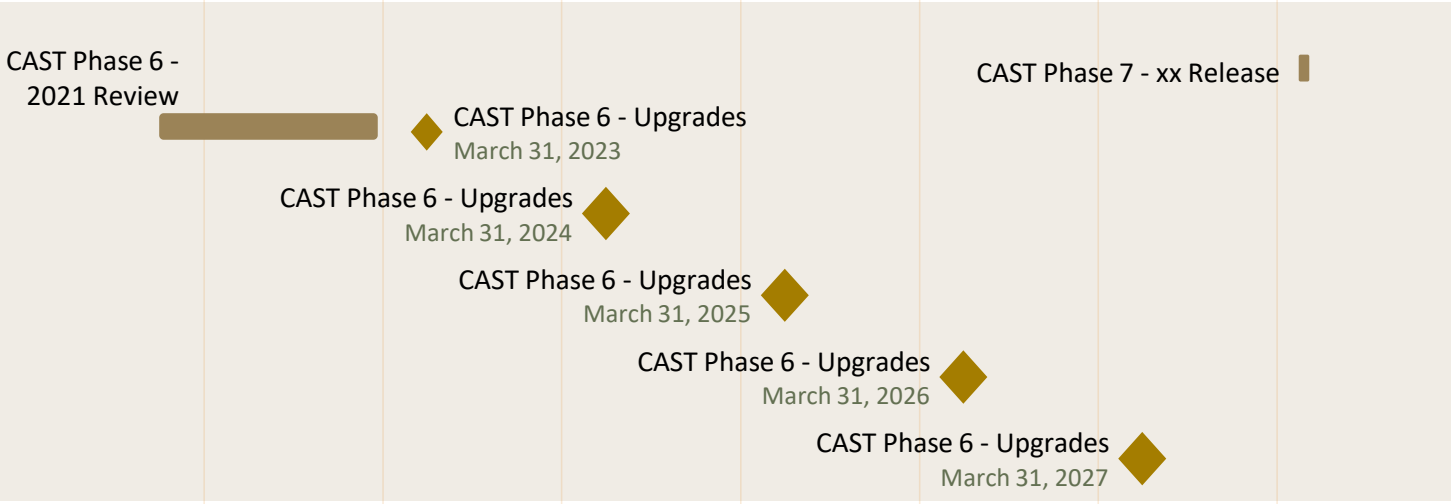 CAST Phase 6 -
2021 Review
CAST Phase 7 - xx Release
CAST Phase 6 - Upgrades
March 31, 2023
CAST Phase 6 - Upgrades
March 31, 2024
CAST Phase 6 - Upgrades
March 31, 2025
CAST Phase 6 - Upgrades
March 31, 2026
CAST Phase 6 - Upgrades
March 31, 2027